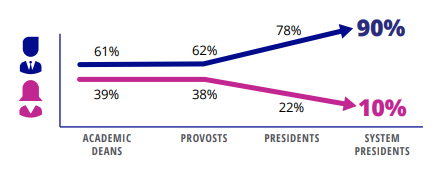 61%
62%
78%
90%
39%
38%
22%
10%
ACADEMIC
DEANS
PROVOSTS
PRESIDENTS
SYSTEM
PRESIDENTS